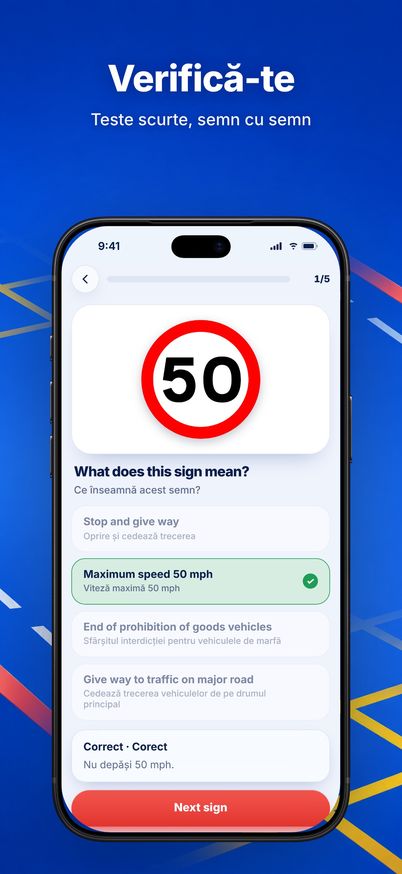 Verifică-te
Teste scurte, semn cu semn
9:41
1/5
50
What does this sign mean?
Ce înseamnă acest semn?
Stop and give way
Oprire și cedează trecerea
Maximum speed 50 mph
Viteză maximă 50 mph
End of prohibition of goods vehicles
Sfârșitul interdicției pentru vehiculele de marfă
Give way to traffic on major road
Cedează trecerea vehiculelor de pe drumul
principal
Correct · Corect
Nu depăși 50 mph.
Next sign